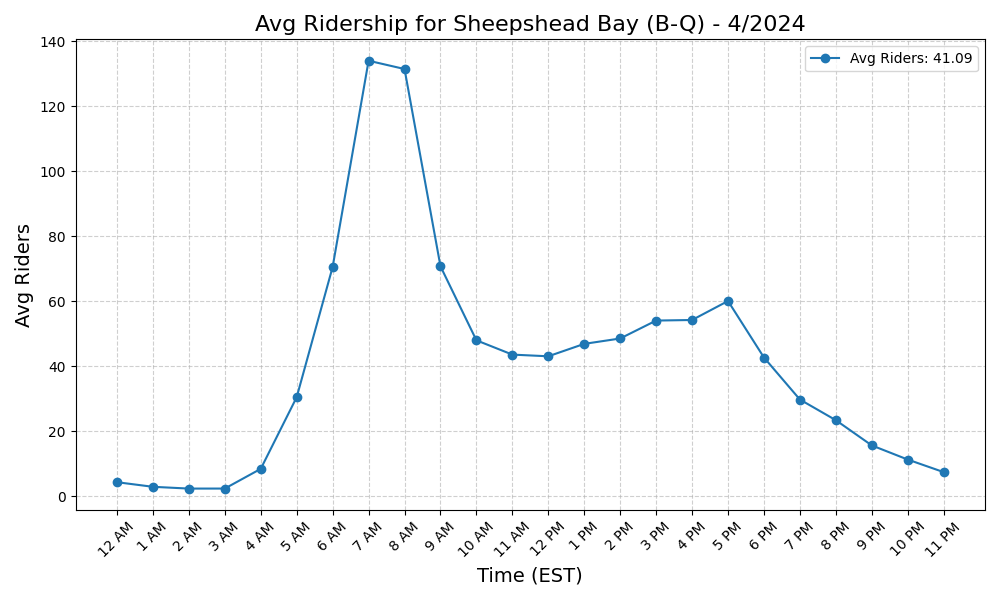 Avg Ridership for Sheepshead Bay (B-Q) - 4/2024
Avg Riders: 41.09
Avg Riders
140
120
100
80
60
40
20
0
12 AM
1 AM
2 AM
3 AM
4 AM
5 AM
6 AM
7 AM
8 AM
9 AM
10 AM
11 AM
12 PM
1 PM
2 PM
3 PM
4 PM
5 PM
6 PM
7 PM
8 PM
9 PM
10 PM
11 PM
Time (EST)